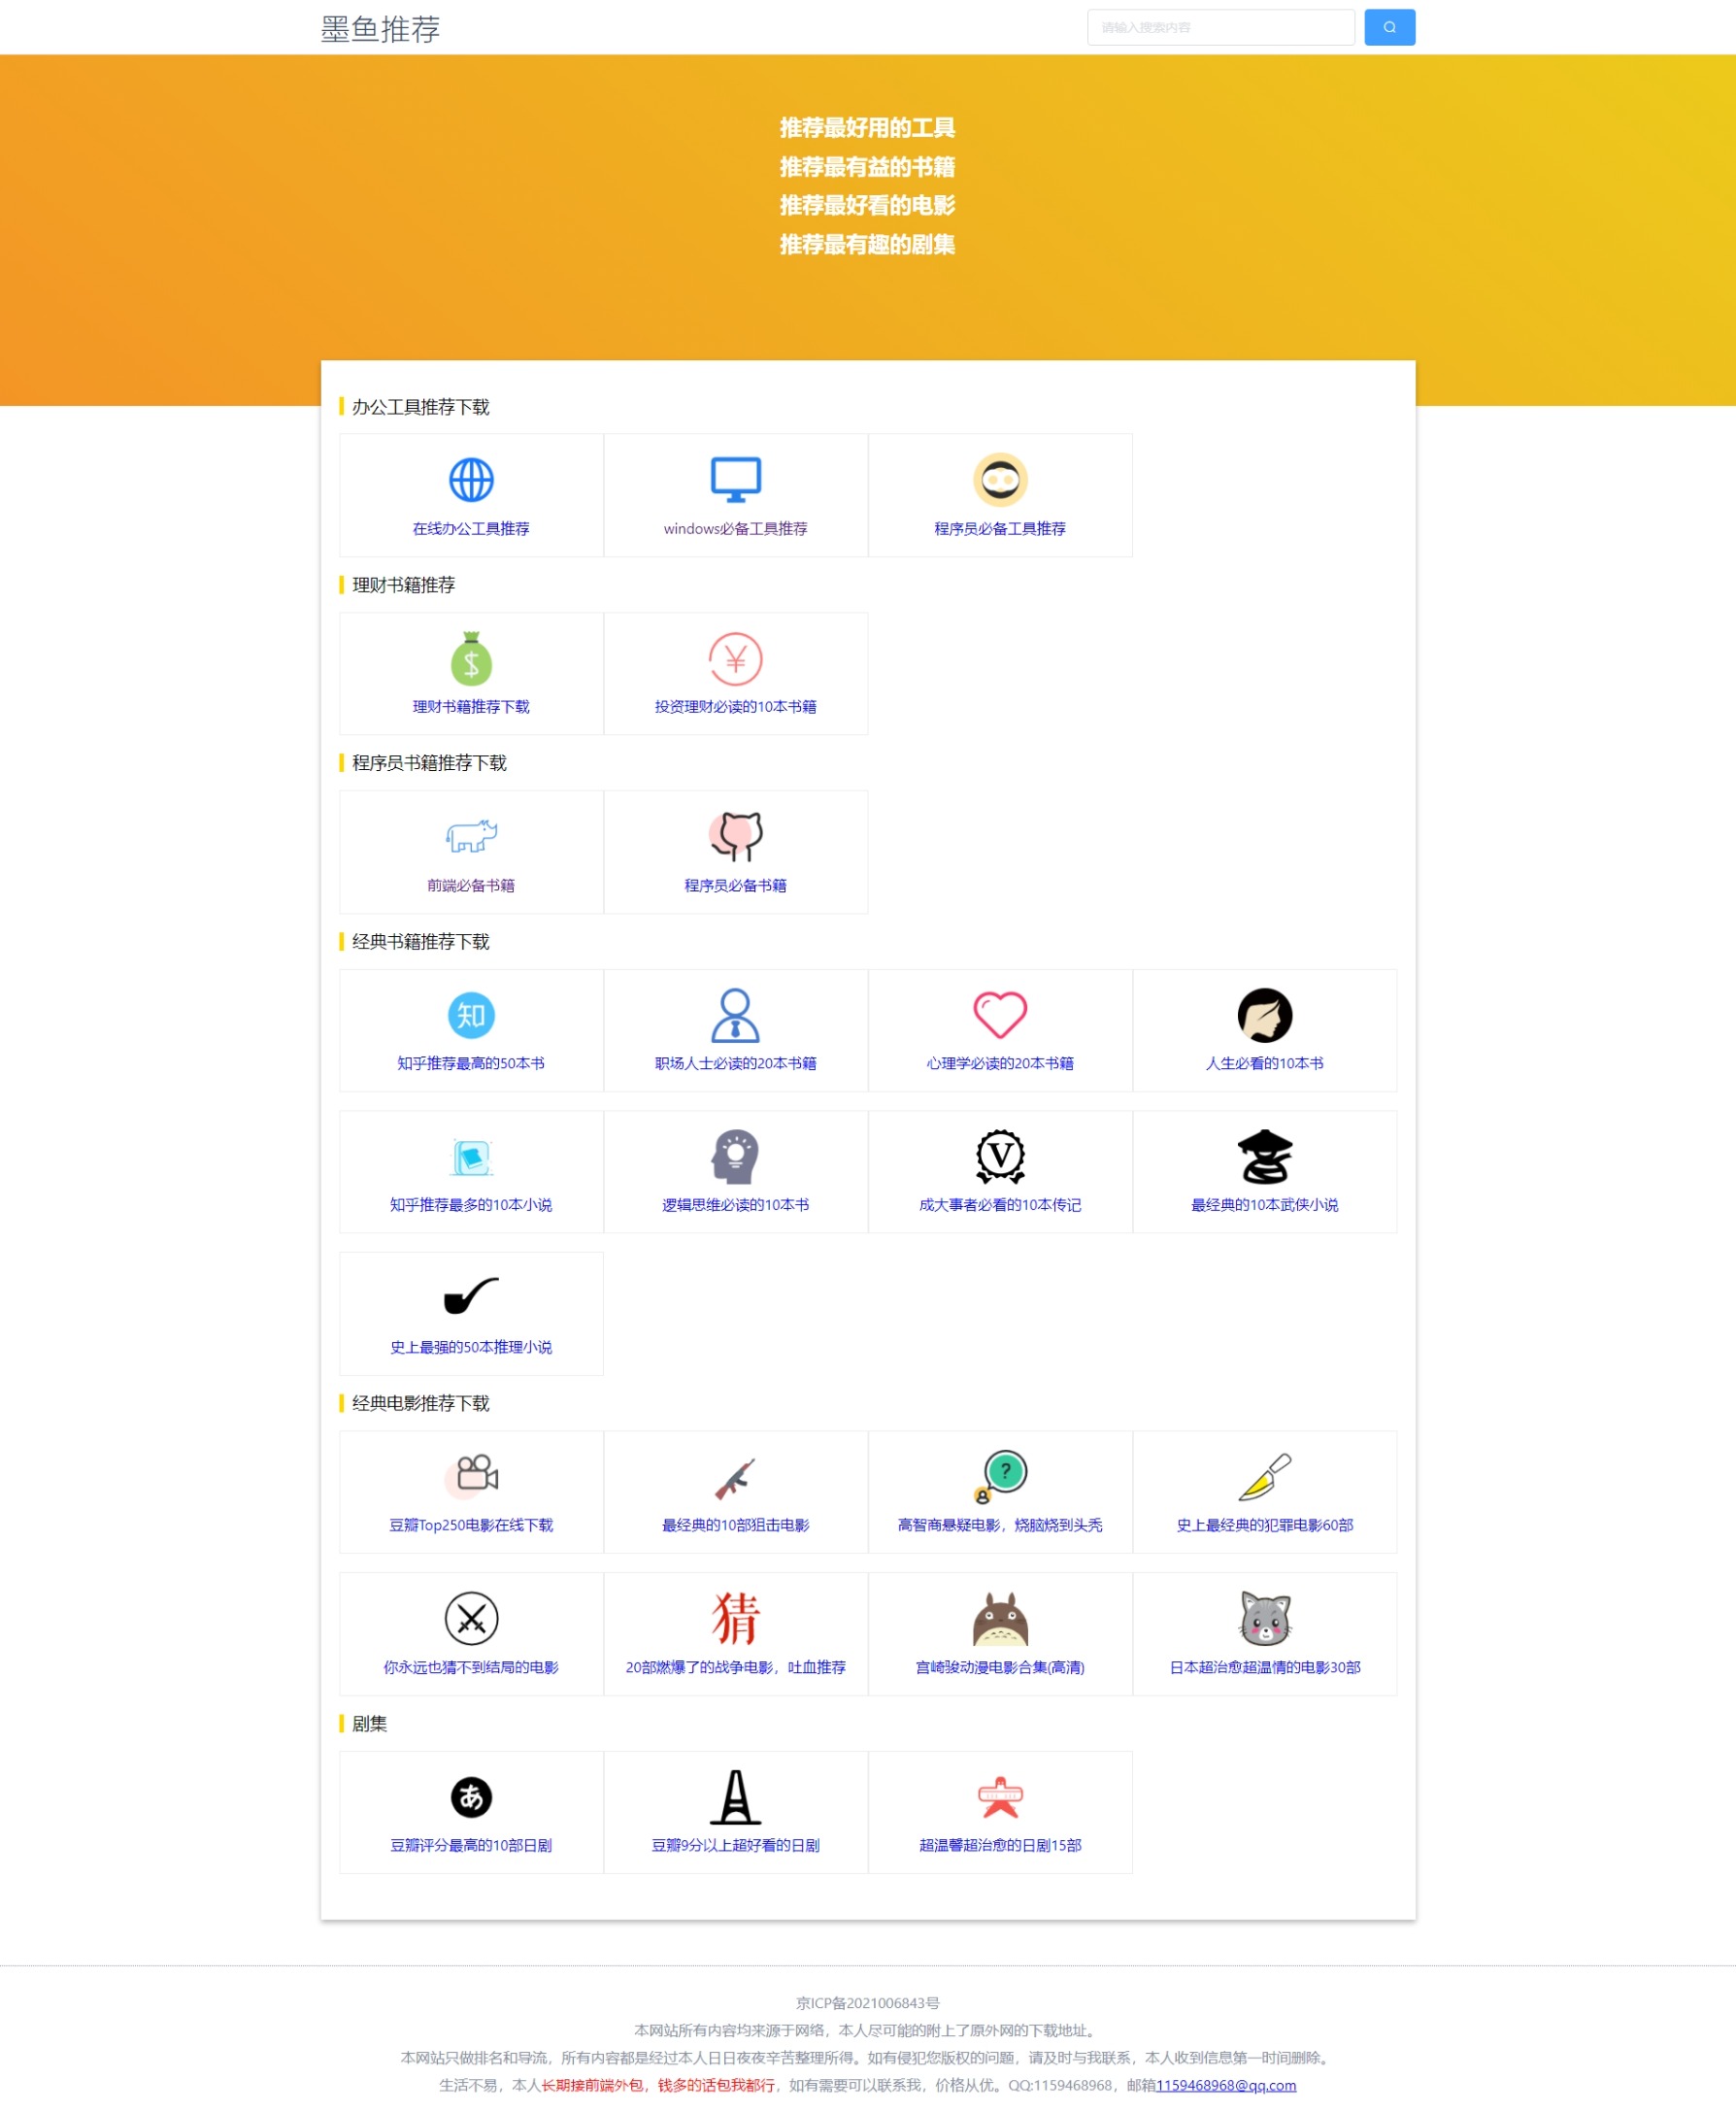 墨鱼推荐
请输入搜索内容
推荐最好用的工具
推荐最有益的书籍
推荐最好看的电影
推荐最有趣的剧集
办公工具推荐下载
在线办公工具推荐
windows必备工具推荐
程序员必备工具推荐
理财书籍推荐
$
¥
理财书籍推荐下载
投资理财必读的10本书籍
程序员书籍推荐下载
前端必备书籍
程序员必备书籍
经典书籍推荐下载
知
知乎推荐最高的50本书
职场人士必读的20本书籍
心理学必读的20本书籍
人生必看的10本书
V
知乎推荐最多的10本小说
逻辑思维必读的10本书
成大事者必看的10本传记
最经典的10本武侠小说
史上最强的50本推理小说
经典电影推荐下载
?
豆瓣Top250电影在线下载
最经典的10部狙击电影
高智商悬疑电影，烧脑烧到头秃
史上最经典的犯罪电影60部
猜
你永远也猜不到结局的电影
20部燃爆了的战争电影，吐血推荐
宫崎骏动漫电影合集(高清)
日本超治愈超温情的电影30部
剧集
あ
豆瓣评分最高的10部日剧
豆瓣9分以上超好看的日剧
超温馨超治愈的日剧15部
京ICP备2021006843号
本网站所有内容均来源于网络，本人尽可能的附上了原外网的下载地址。
本网站只做排名和导流，所有内容都是经过本人日日夜夜辛苦整理所得。如有侵犯您版权的问题，请及时与我联系，本人收到信息第一时间删除。
生活不易，本人长期接前端外包，钱多的话包我都行，如有需要可以联系我，价格从优。QQ:1159468968，邮箱1159468968@qq.com